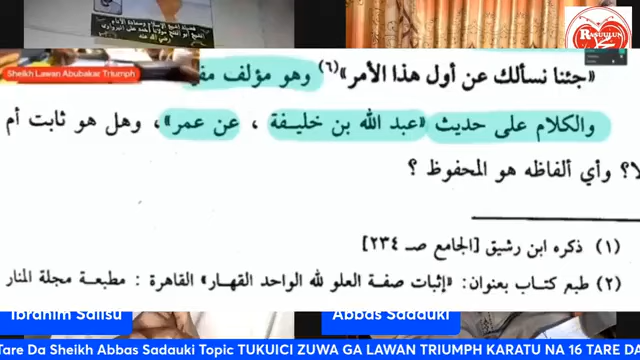 RASUULUN
Sheikh Lawan Abubakar Triumph
«جئنا نسألك عن أول هذا الأمر»(٦) وهو مؤلف
والكلام على حديث «عبد الله بن خليفة ، عن عمر» ، وهل هو ثابت أم
لا؟ وأي ألفاظه هو المحفوظ ؟
(١) ذكره ابن رشيق [الجامع صـ ٢٣٤]
(٢) طبع كتاب بعنوان: «إثبات صفة العلو لله الواحد القهار» القاهرة : مطبعة مجلة المنار
Ibrahim Salisu
Abbas Sadauki
Tare Da Sheikh Abbas Sadauki Topic TUKUICI ZUWA GA LAWAN TRIUMPH KARATU NA 16 TARE DA